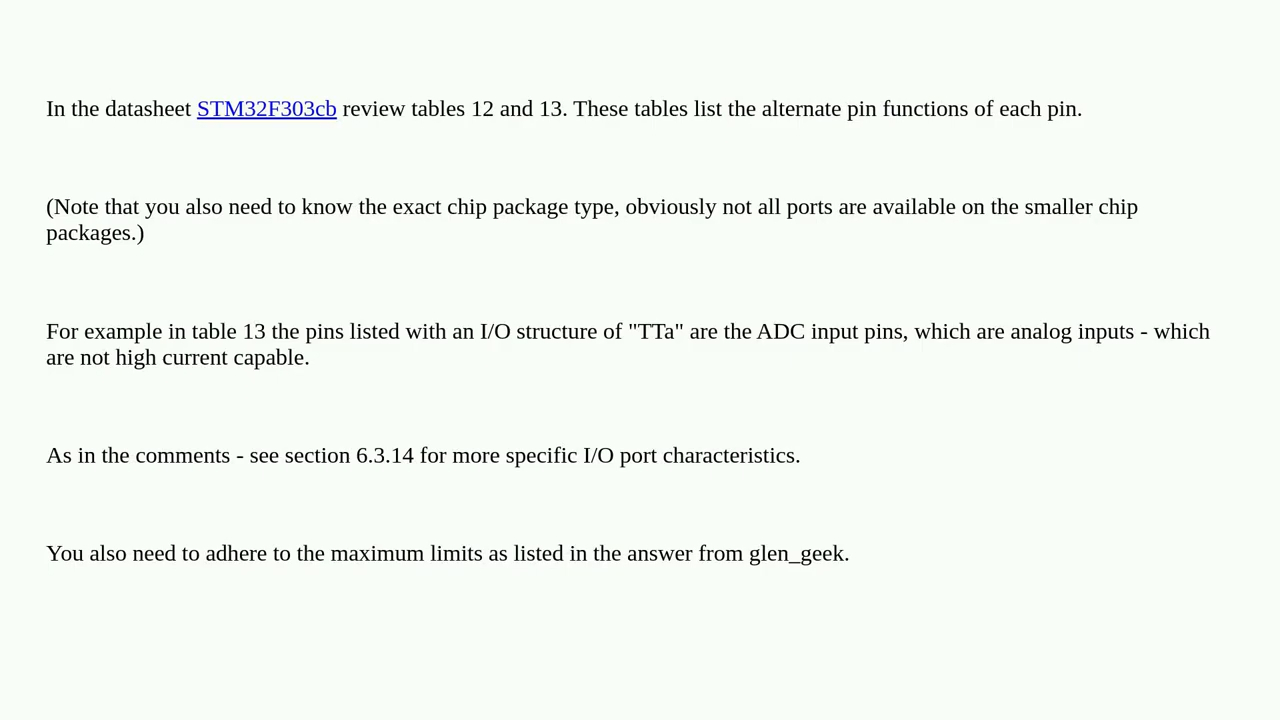 In the datasheet STM32F303cb review tables 12 and 13. These tables list the alternate pin functions of each pin.
(Note that you also need to know the exact chip package type, obviously not all ports are available on the smaller chip
packages.)
For example in table 13 the pins listed with an I/O structure of "TTa" are the ADC input pins, which are analog inputs - which
are not high current capable.
As in the comments - see section 6.3.14 for more specific I/O port characteristics.
You also need to adhere to the maximum limits as listed in the answer from glen_geek.